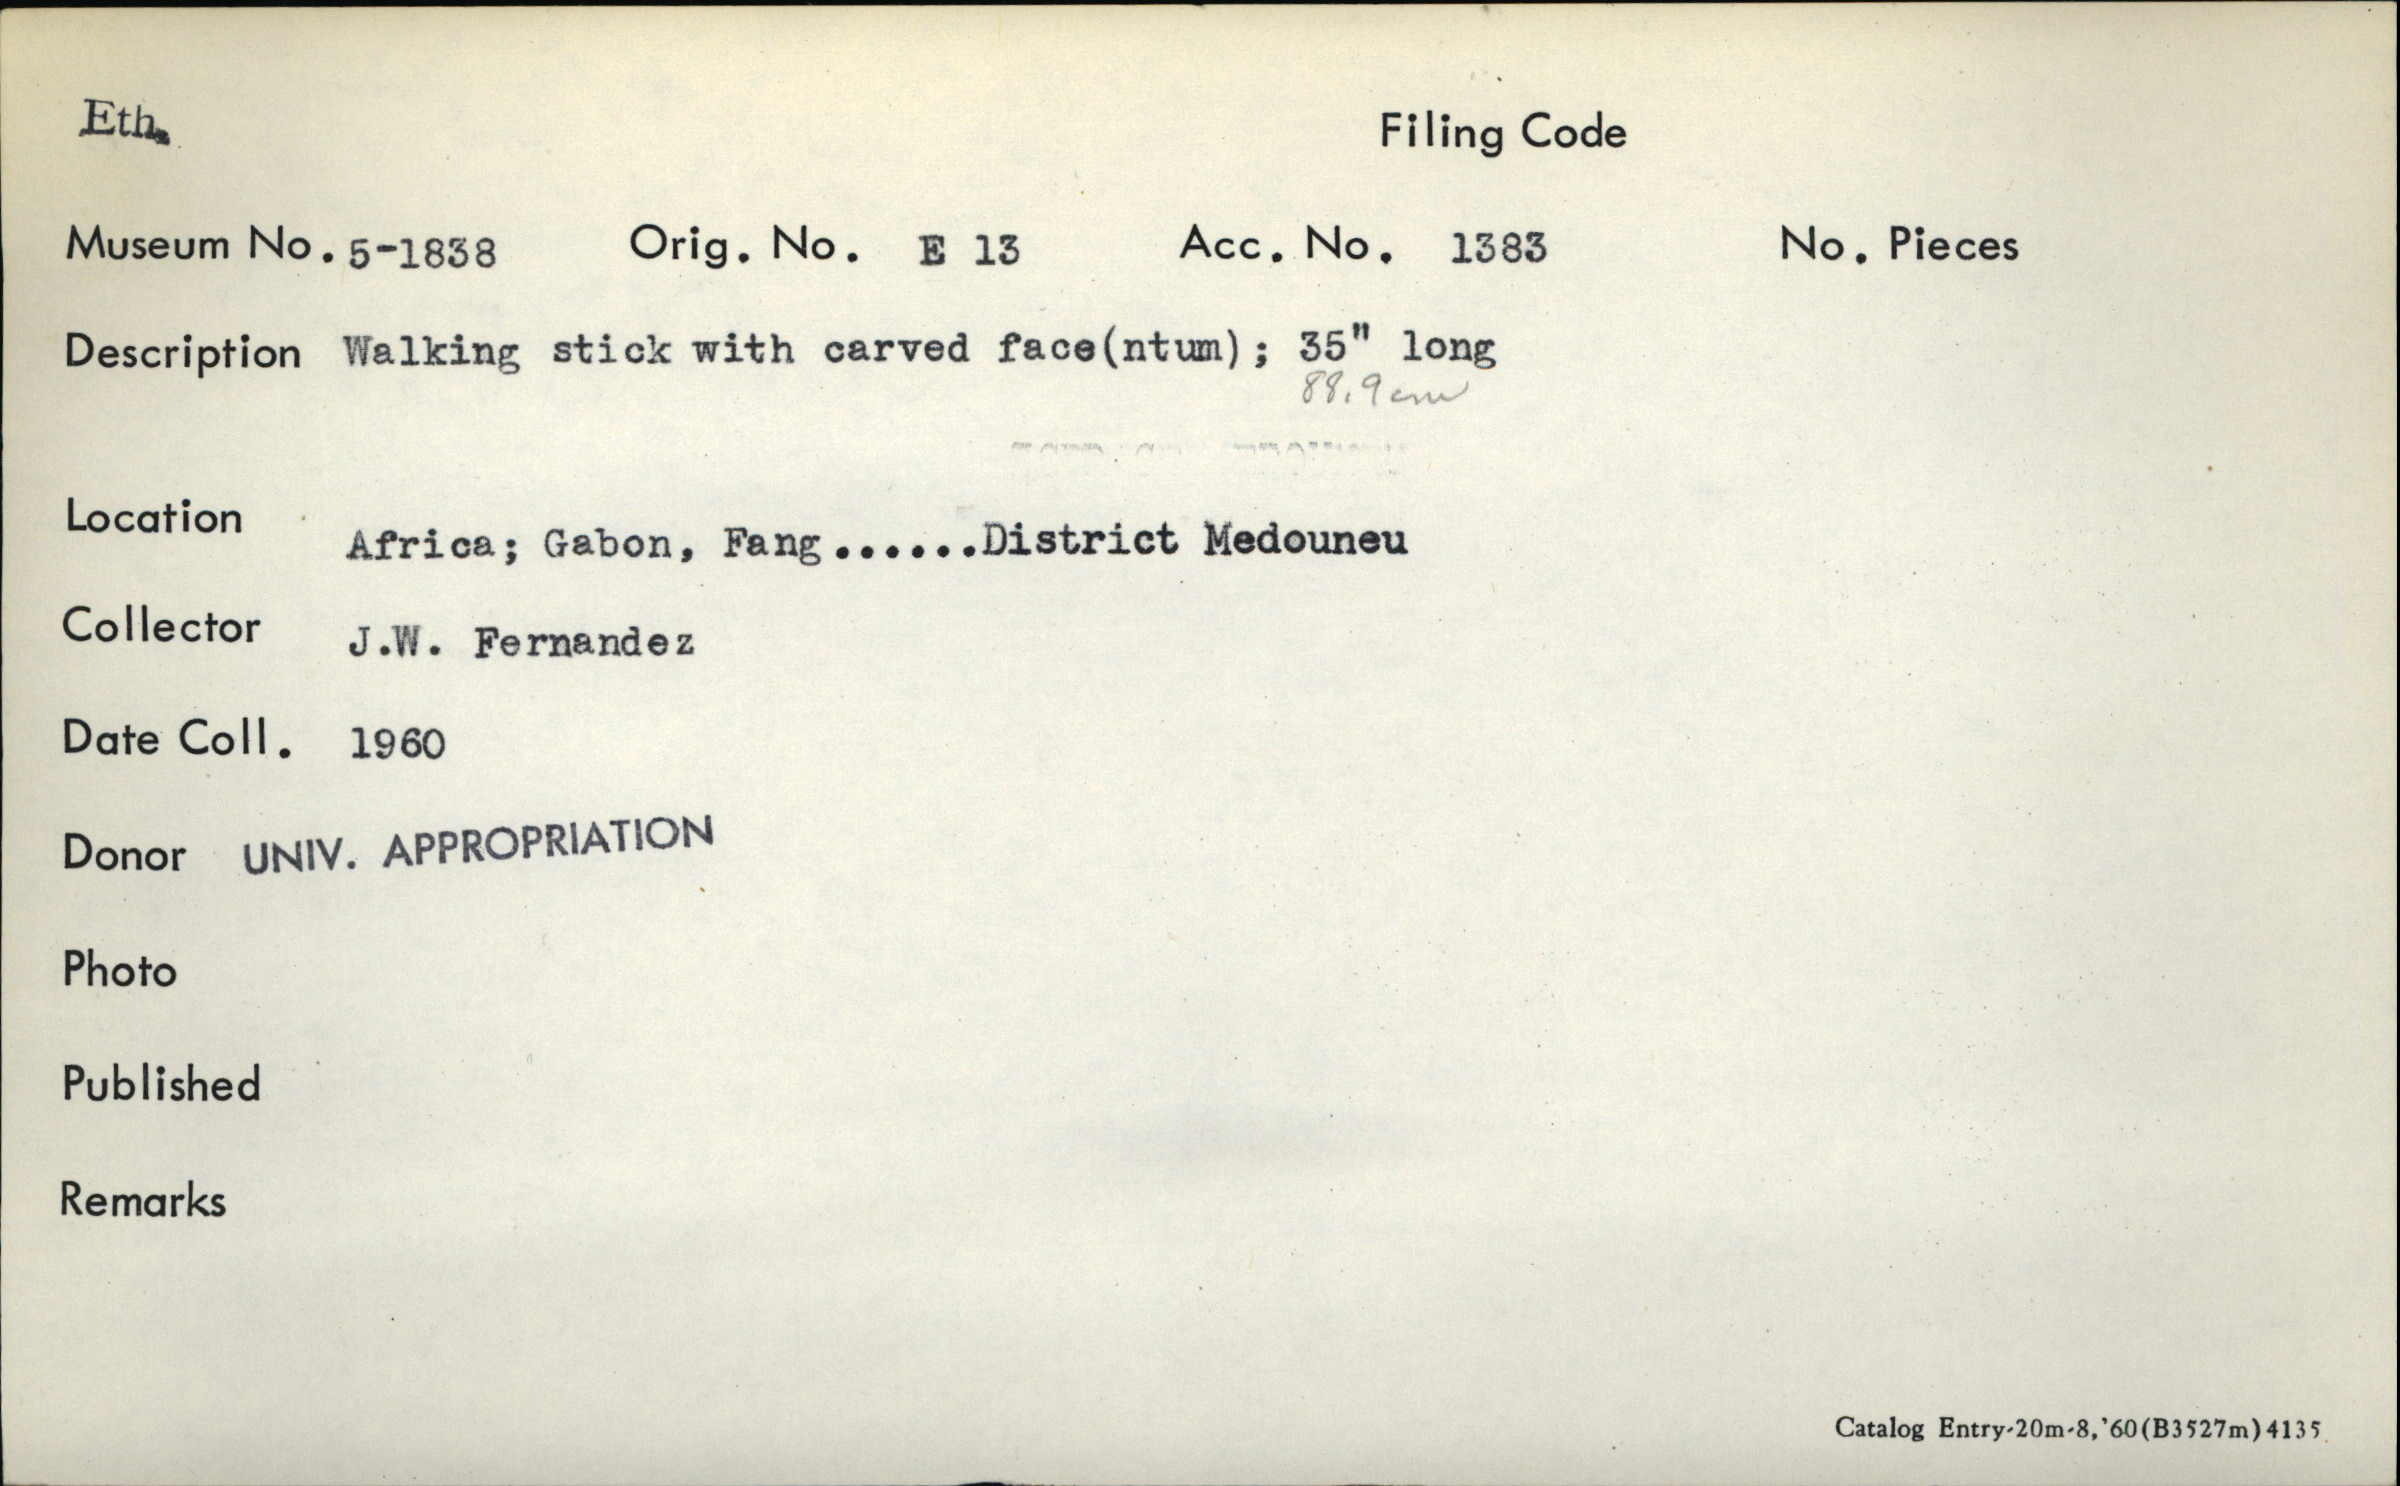 Eth.
Filing Code
Museum No. 5-1838 Orig. No. E 13 Acc. No. 1383 No. Pieces
Description Walking stick with carved face(ntum); 35" long
88.9 cm
Location Africa; Gabon, Fang......District Medouneu
Collector J.W. Fernandez
Date Coll. 1960
Donor UNIV. APPROPRIATION
Photo
Published
Remarks
Catalog Entry-20m-8,'60(B3527m)4135